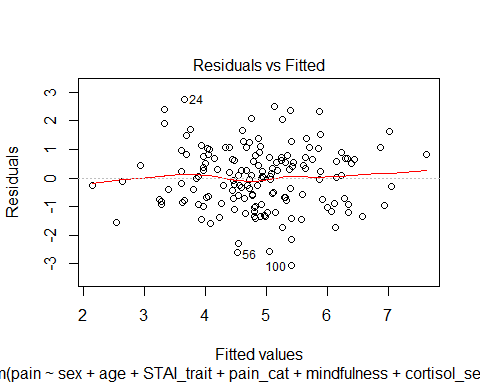 Residuals vs Fitted
3
2
1
0
-1
-2
-3
Residuals
24
56
100
2 3 4 5 6 7
Fitted values
m(pain ~ sex + age + STAI_trait + pain_cat + mindfulness + cortisol_se